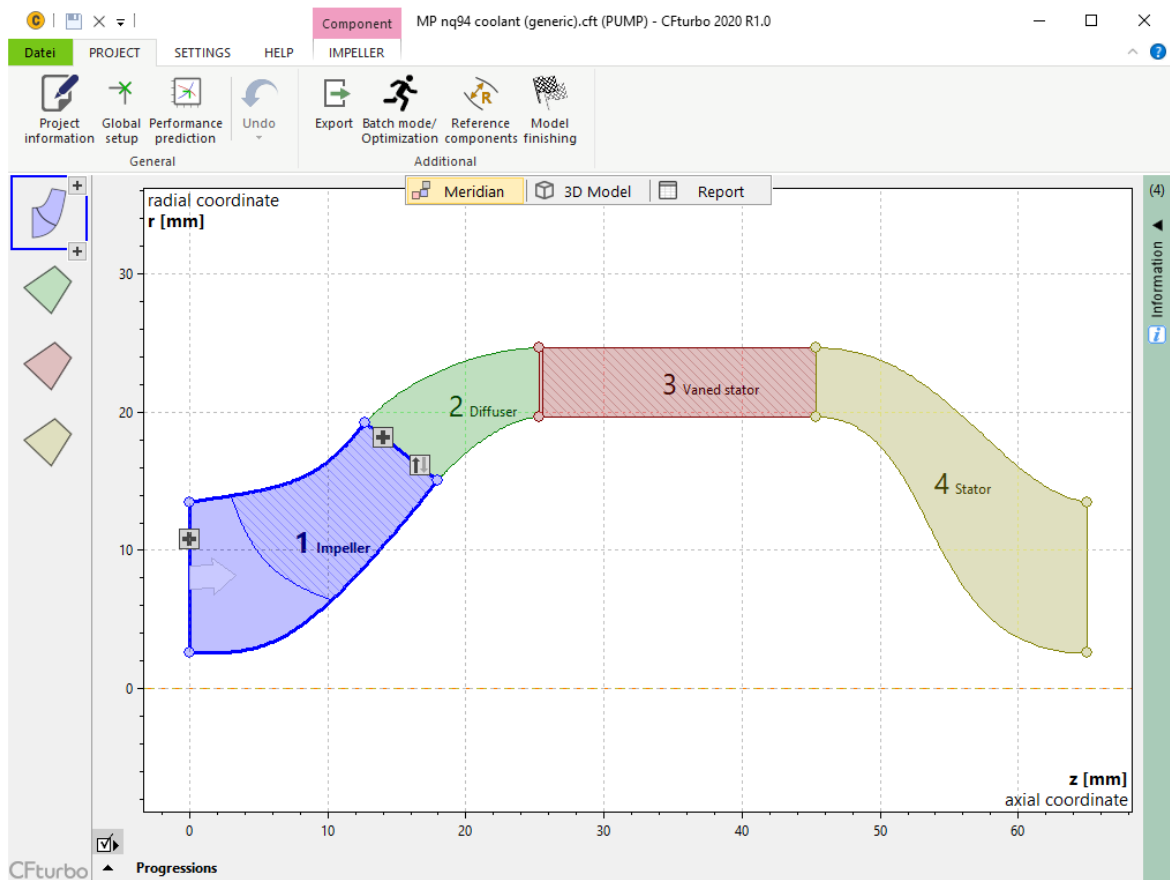 Component
MP nq94 coolant (generic).cft (PUMP) - CFturbo 2020 R1.0
Datei
PROJECT
SETTINGS
HELP
IMPELLER
?
Project
information
Global
setup
Performance
prediction
Undo
Export
Batch mode/
Optimization
Reference
components
Model
finishing
General
Additional
Meridian
3D Model
Report
(4)
Information
i
radial coordinate
r [mm]
30
20
10
0
1 Impeller
2 Diffuser
3 Vaned stator
4 Stator
z [mm]
axial coordinate
0
10
20
30
40
50
60
CFturbo
Progressions